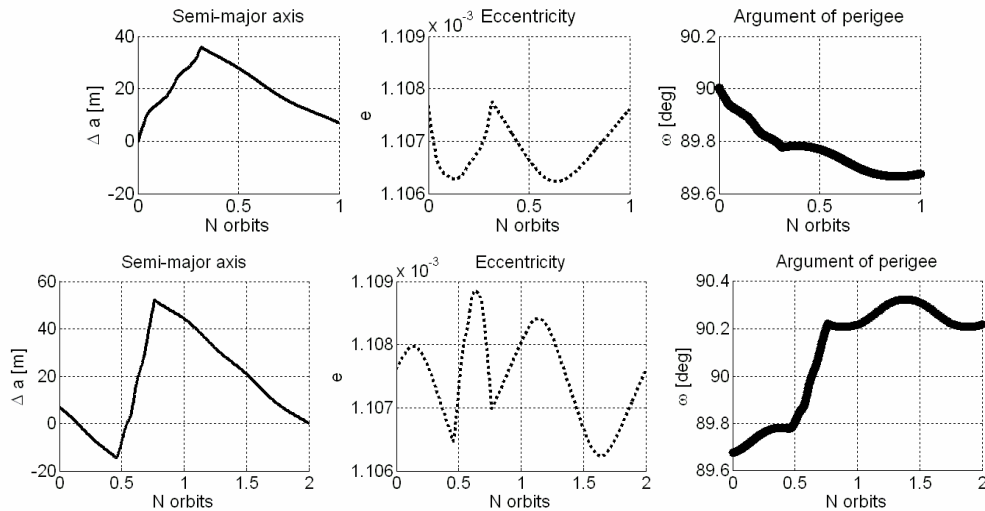 Semi-major axis
Δ a [m]
40
20
0
-20
0
0.5
1
N orbits
Eccentricity
x 10⁻³
e
1.109
1.108
1.107
1.106
0
0.5
1
N orbits
Argument of perigee
ω [deg]
90.2
90
89.8
89.6
0
0.5
1
N orbits
Semi-major axis
Δ a [m]
60
40
20
0
-20
0
0.5
1
1.5
2
N orbits
Eccentricity
x 10⁻³
e
1.109
1.108
1.107
1.106
0
0.5
1
1.5
2
N orbits
Argument of perigee
ω [deg]
90.4
90.2
90
89.8
89.6
0
0.5
1
1.5
2
N orbits